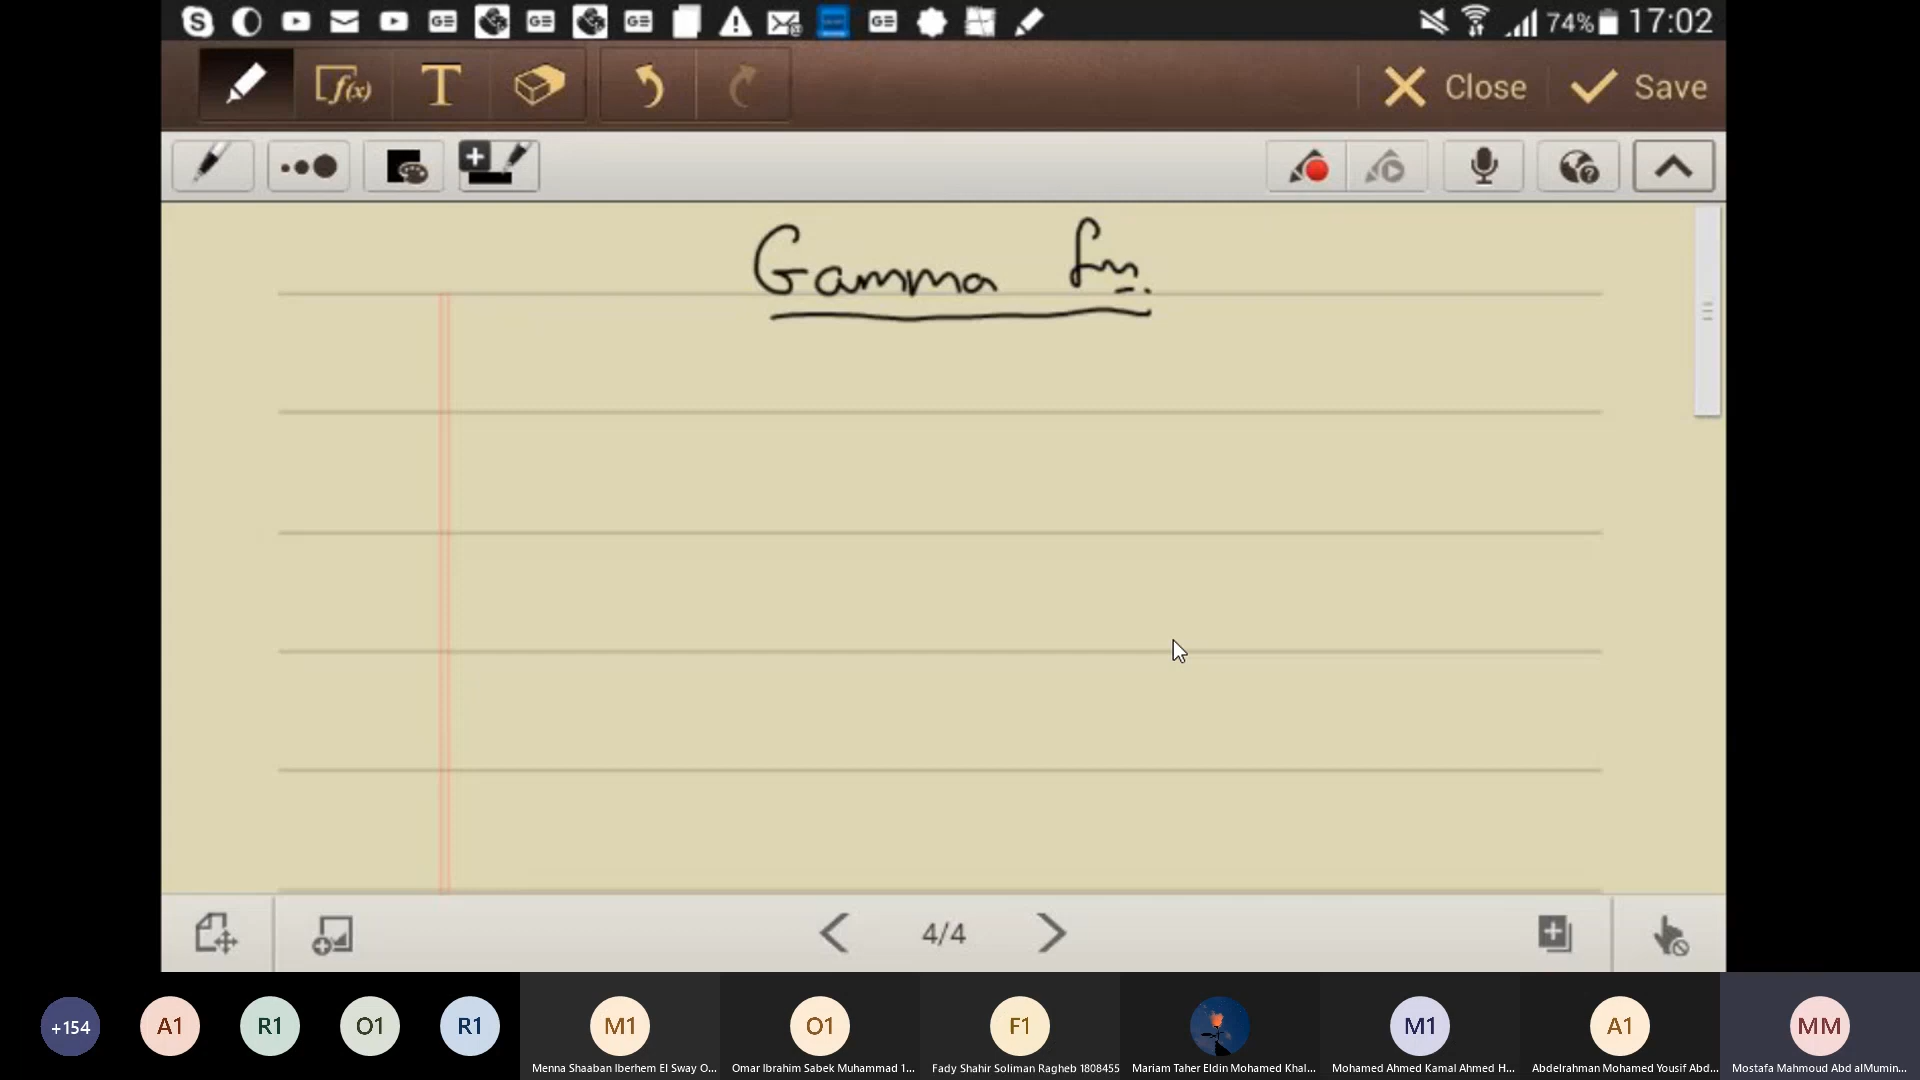 74% 17:02
T Close Save
Gamma fn.
4/4
+154 A1 R1 O1 R1 M1 O1 F1 M1 A1 MM
Menna Shaaban Iberhem El Sway O... Omar Ibrahim Sabek Muhammad 1... Fady Shahir Soliman Ragheb 1808455 Mariam Taher Eldin Mohamed Khal... Mohamed Ahmed Kamal Ahmed H... Abdelrahman Mohamed Yousif Abd... Mostafa Mahmoud Abd alMumin...